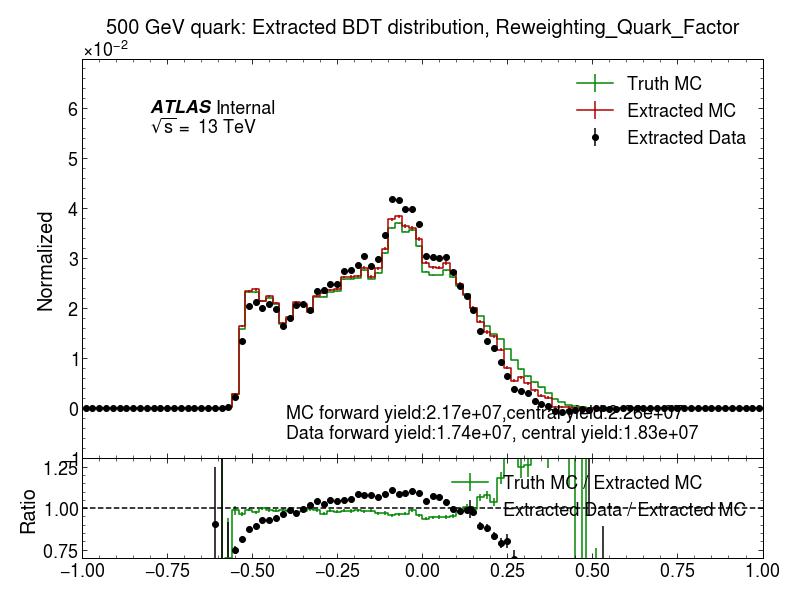 500 GeV quark: Extracted BDT distribution, Reweighting_Quark_Factor
×10⁻²
ATLAS Internal
√s = 13 TeV
Truth MC
Extracted MC
Extracted Data
Normalized
6
5
4
3
2
1
0
1
MC forward yield:2.17e+07,central yield:2.26e+07
Data forward yield:1.74e+07, central yield:1.83e+07
Ratio
1.25
1.00
0.75
Truth MC / Extracted MC
Extracted Data / Extracted MC
−1.00 −0.75 −0.50 −0.25 0.00 0.25 0.50 0.75 1.00